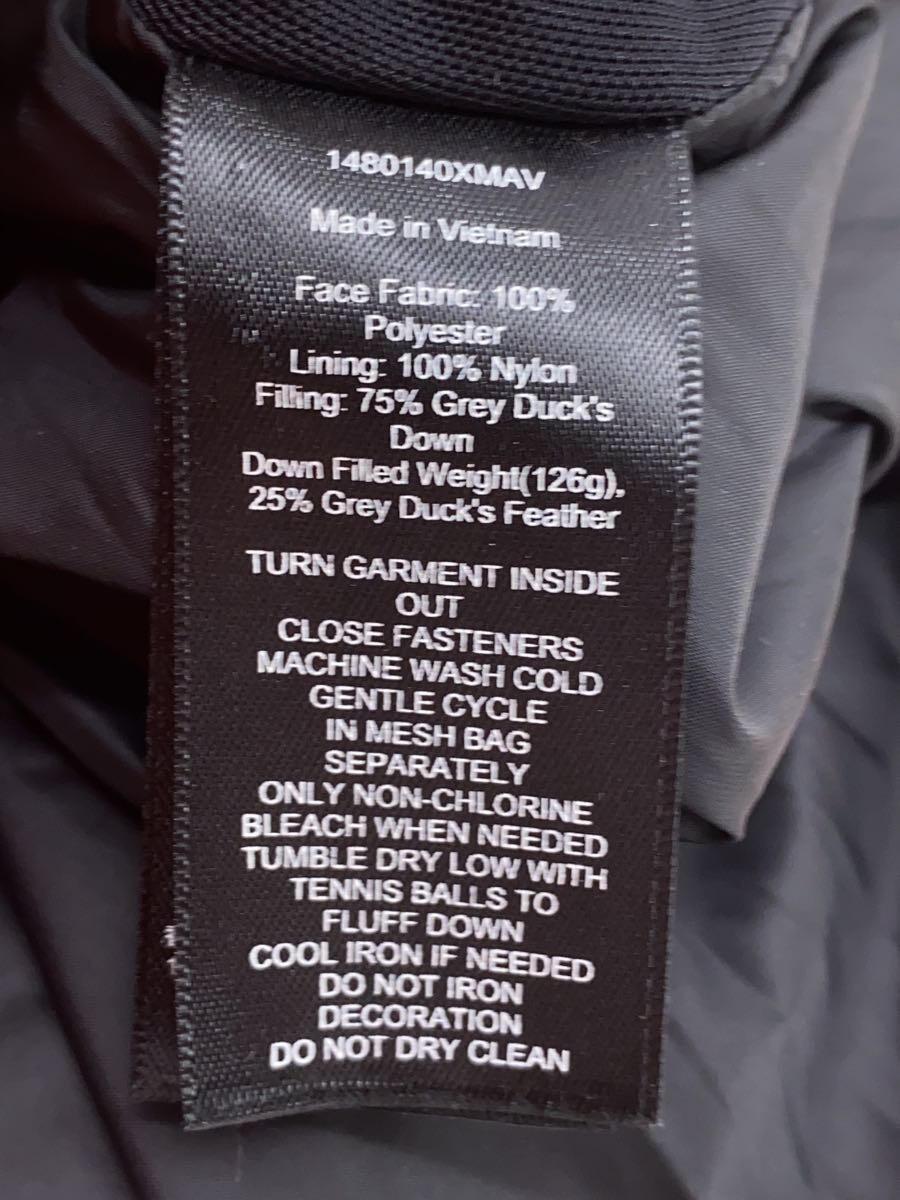 1480140XMAV
Made in Vietnam
Face Fabric: 100%
Polyester
Lining: 100% Nylon
Filling: 75% Grey Duck's
Down
Down Filled Weight(126g),
25% Grey Duck's Feather
TURN GARMENT INSIDE
OUT
CLOSE FASTENERS
MACHINE WASH COLD
GENTLE CYCLE
IN MESH BAG
SEPARATELY
ONLY NON-CHLORINE
BLEACH WHEN NEEDED
TUMBLE DRY LOW WITH
TENNIS BALLS TO
FLUFF DOWN
COOL IRON IF NEEDED
DO NOT IRON
DECORATION
DO NOT DRY CLEAN